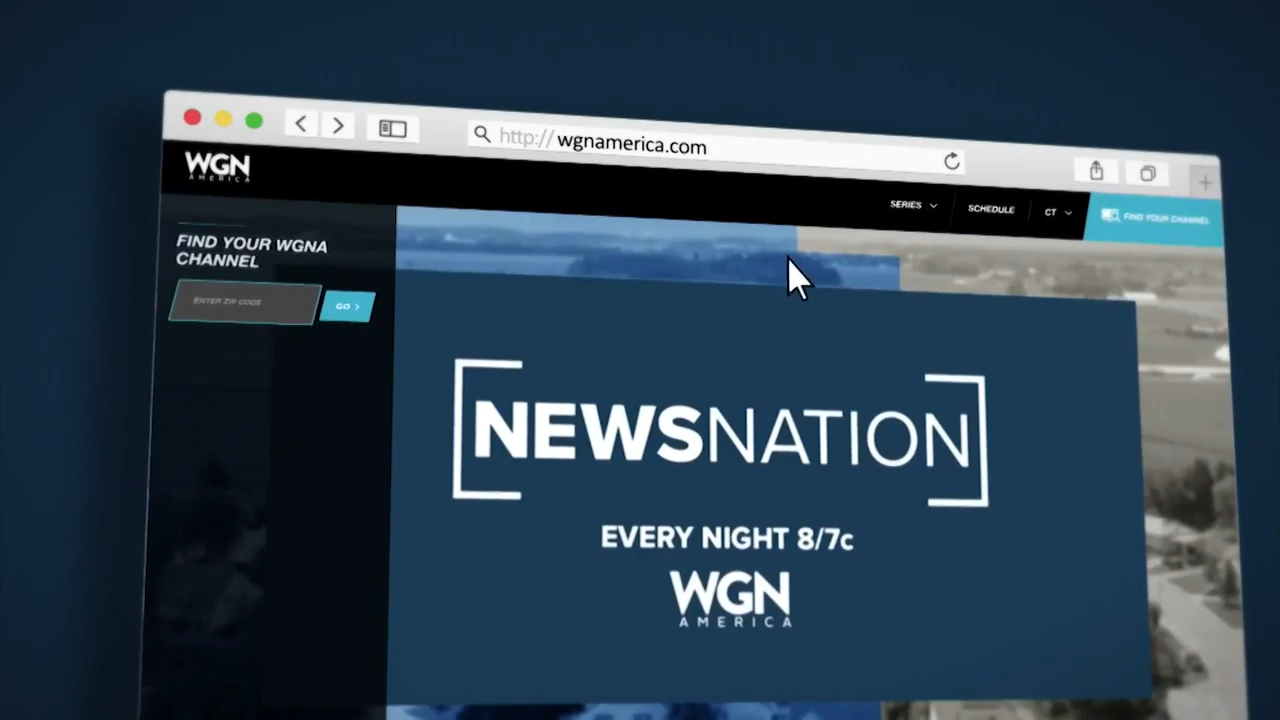 http:// wgnamerica.com
WGN
AMERICA
SERIES
SCHEDULE
CT
FIND YOUR CHANNEL
FIND YOUR WGNA
CHANNEL
ENTER ZIP CODE
GO
[NEWSNATION]
EVERY NIGHT 8/7c
WGN
AMERICA